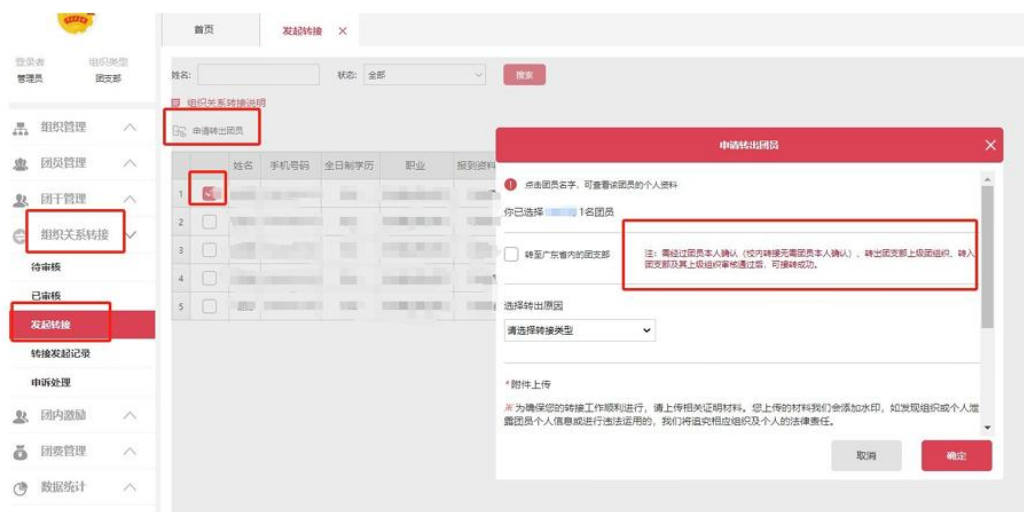 首页
发起转接 ×
登录者 组织类型
管理员 团支部
姓名: 状态: 全部 搜索
组织关系转接说明
申请转出团员
组织管理
团员管理
团干管理
组织关系转接
待审核
已审核
发起转接
转接发起记录
申诉处理
团内激励
团费管理
数据统计
姓名 手机号码 全日制学历 职业 报到资料
1
2
3
4
5
申请转出团员
点击团员名字，可查看该团员的个人资料
你已选择 1名团员
转至广东省内的团支部
注：需经过团员本人确认（校内转接无需团员本人确认）、转出团支部上级团组织、转入
团支部及其上级组织审核通过后，可接转成功。
选择转出原因
请选择转接类型
*附件上传
※为确保您的转接工作顺利进行，请上传相关证明材料。您上传的材料我们会添加水印，如发现组织或个人泄
露团员个人信息或进行违法运用的，我们将追究相应组织及个人的法律责任。
取消 确定